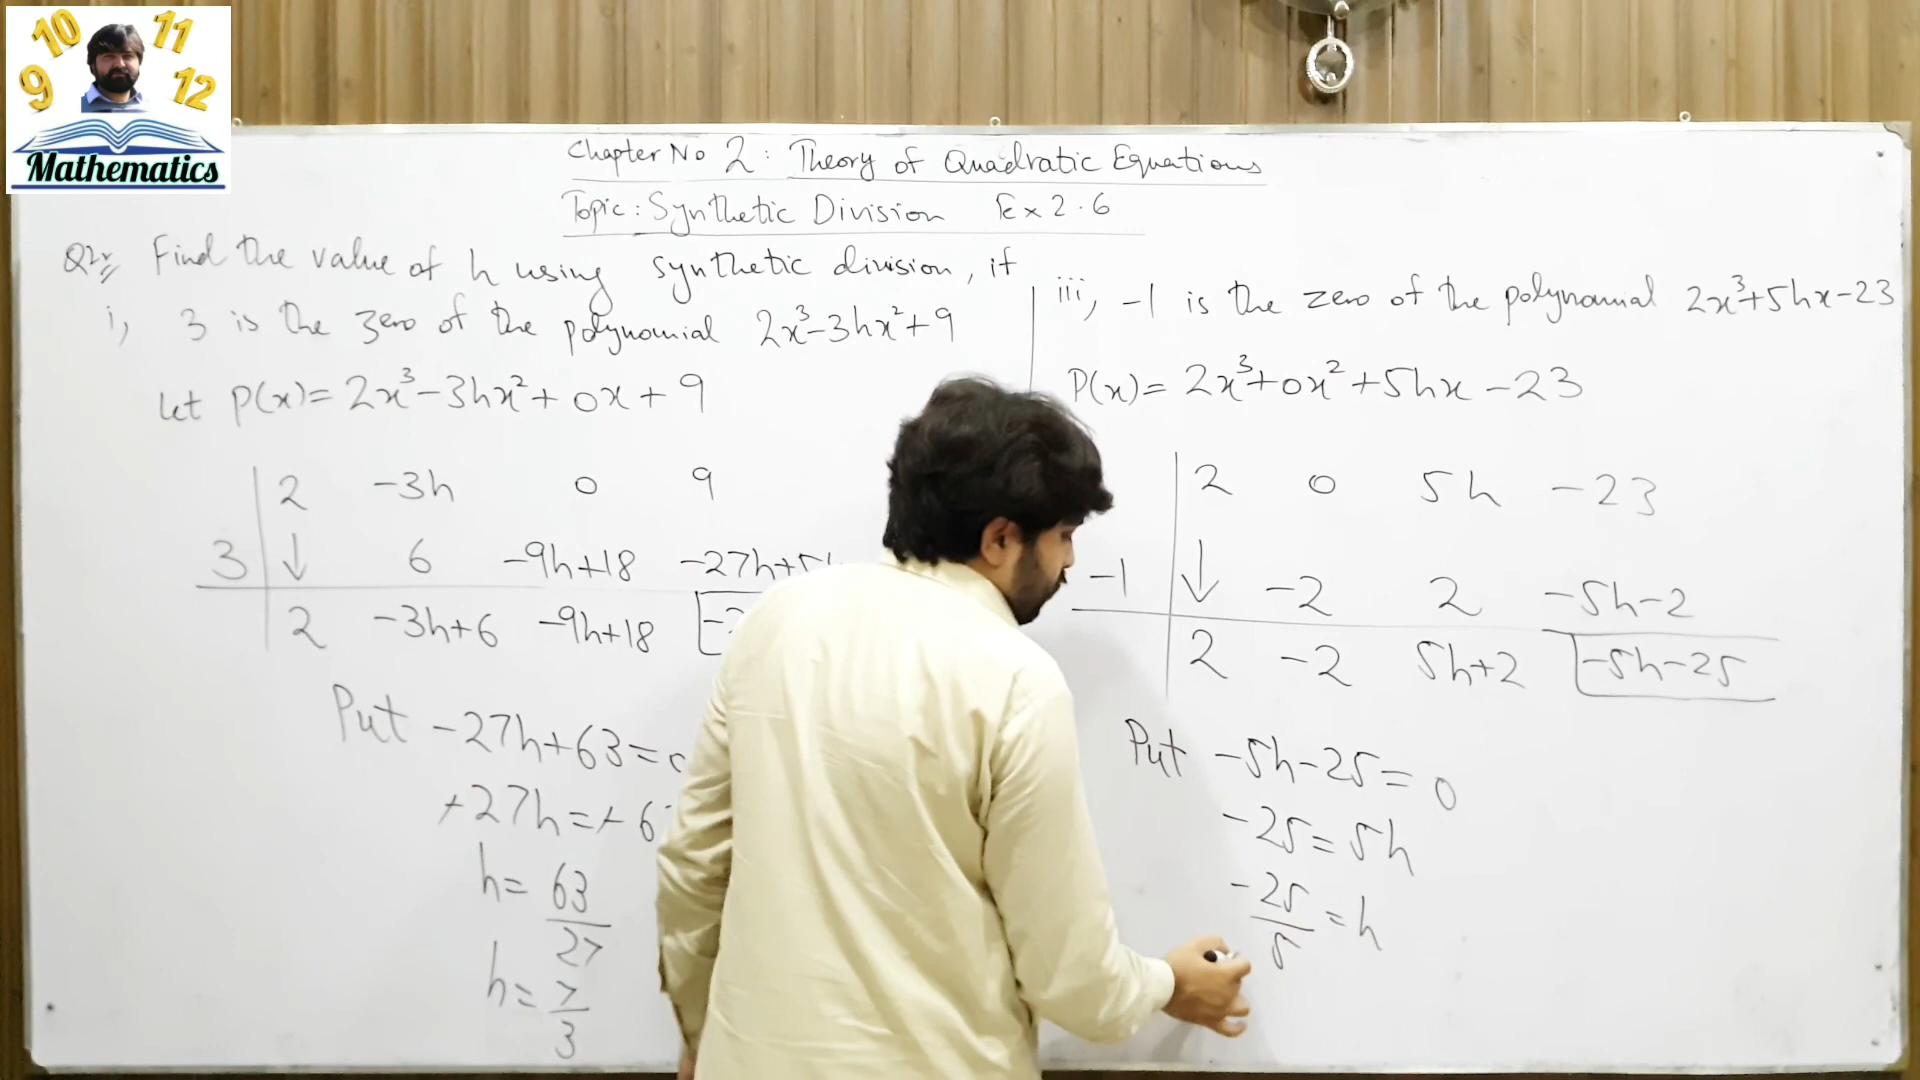 10 11
9 12
Mathematics
Chapter No 2: Theory of Quadratic Equations
Topic: Synthetic Division Ex 2.6
Q2: Find the value of h using synthetic division, if
i, 3 is the zero of the polynomial 2x³-3hx²+9
Let P(x)= 2x³-3hx²+0x+9
2 -3h 0 9
3 ↓ 6 -9h+18 -27h+
2 -3h+6 -9h+18
Put -27h+63=
+27h=+6
h= 63/27
h= 7/3
iii, -1 is the zero of the polynomial 2x³+5hx-23
P(x)= 2x³+0x²+5hx-23
2 0 5h -23
-1 ↓ -2 2 -5h-2
2 -2 5h+2 -5h-25
Put -5h-25=0
-25=5h
-25/5=h